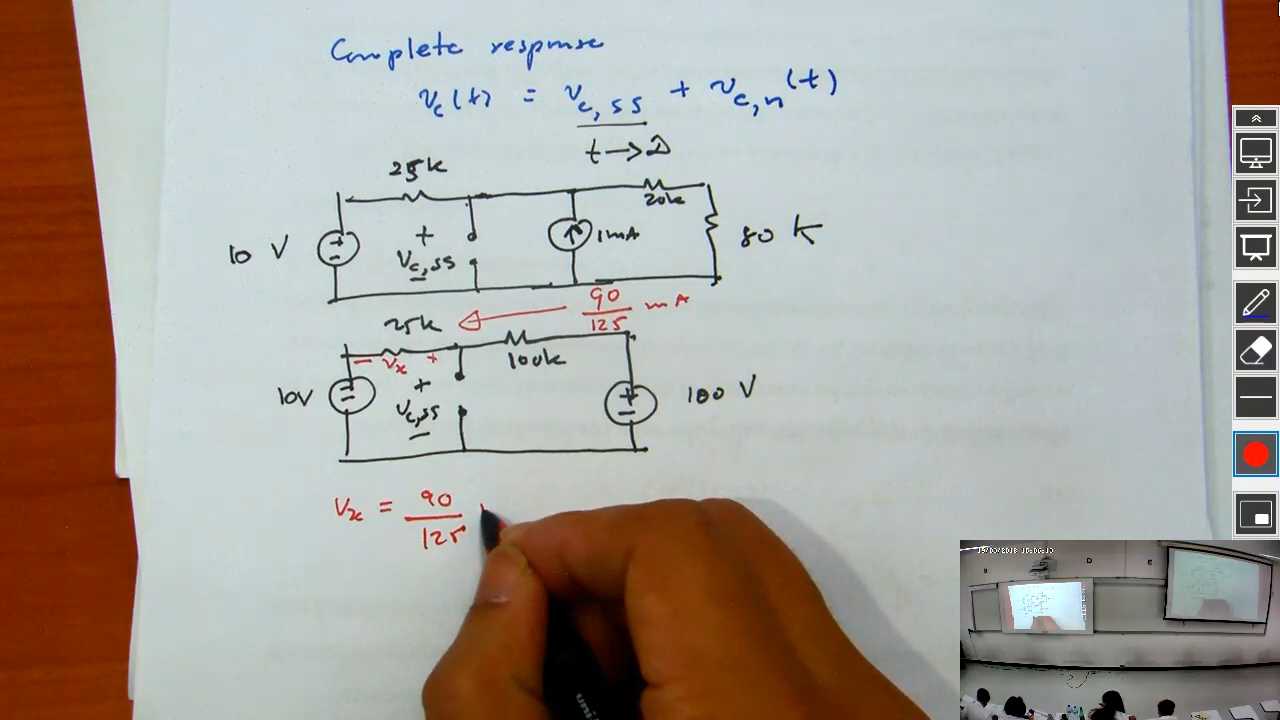 Complete response
v_c(t) = v_c,ss + v_c,n(t)
t → ∞
25k
20k
10 V
+
V_c,ss
−
1mA
80 K
90/125 mA
25k
− v_x +
100k
10V
+
V_c,ss
−
100 V
V_x = 90/125